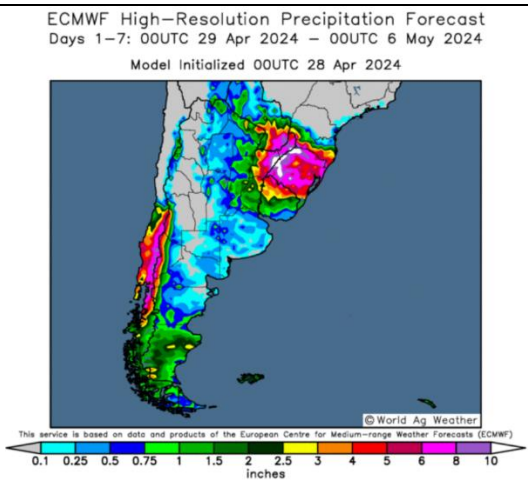 ECMWF High-Resolution Precipitation Forecast
Days 1-7: 00UTC 29 Apr 2024 - 00UTC 6 May 2024
Model Initialized 00UTC 28 Apr 2024
© World Ag Weather
This service is based on data and products of the European Centre for Medium-range Weather Forecasts (ECMWF)
0.1 0.25 0.5 0.75 1 1.5 2 2.5 3 4 5 6 8 10
inches